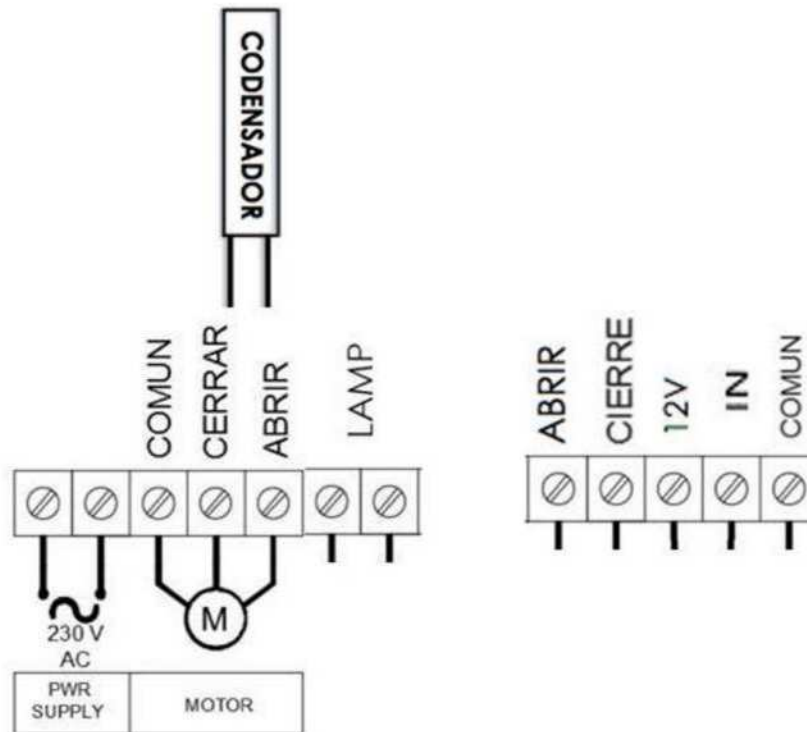 CODENSADOR
COMUN
CERRAR
ABRIR
LAMP
ABRIR
CIERRE
12V
IN
COMUN
M
230 V
AC
PWR
SUPPLY
MOTOR